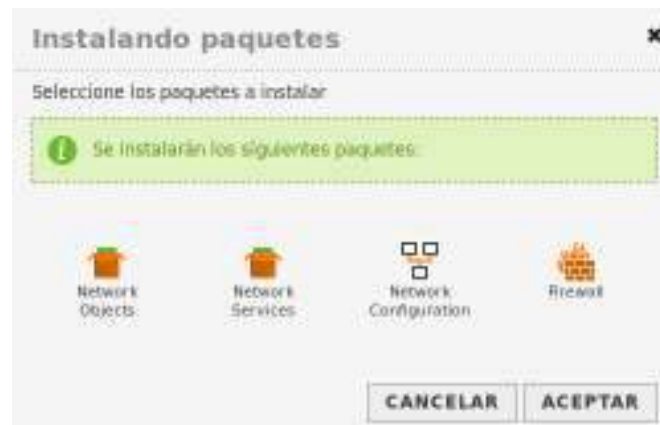 Instalando paquetes
Seleccione los paquetes a instalar
Se instalarán los siguientes paquetes:
Network Objects
Network Services
Network Configuration
Firewall
CANCELAR
ACEPTAR